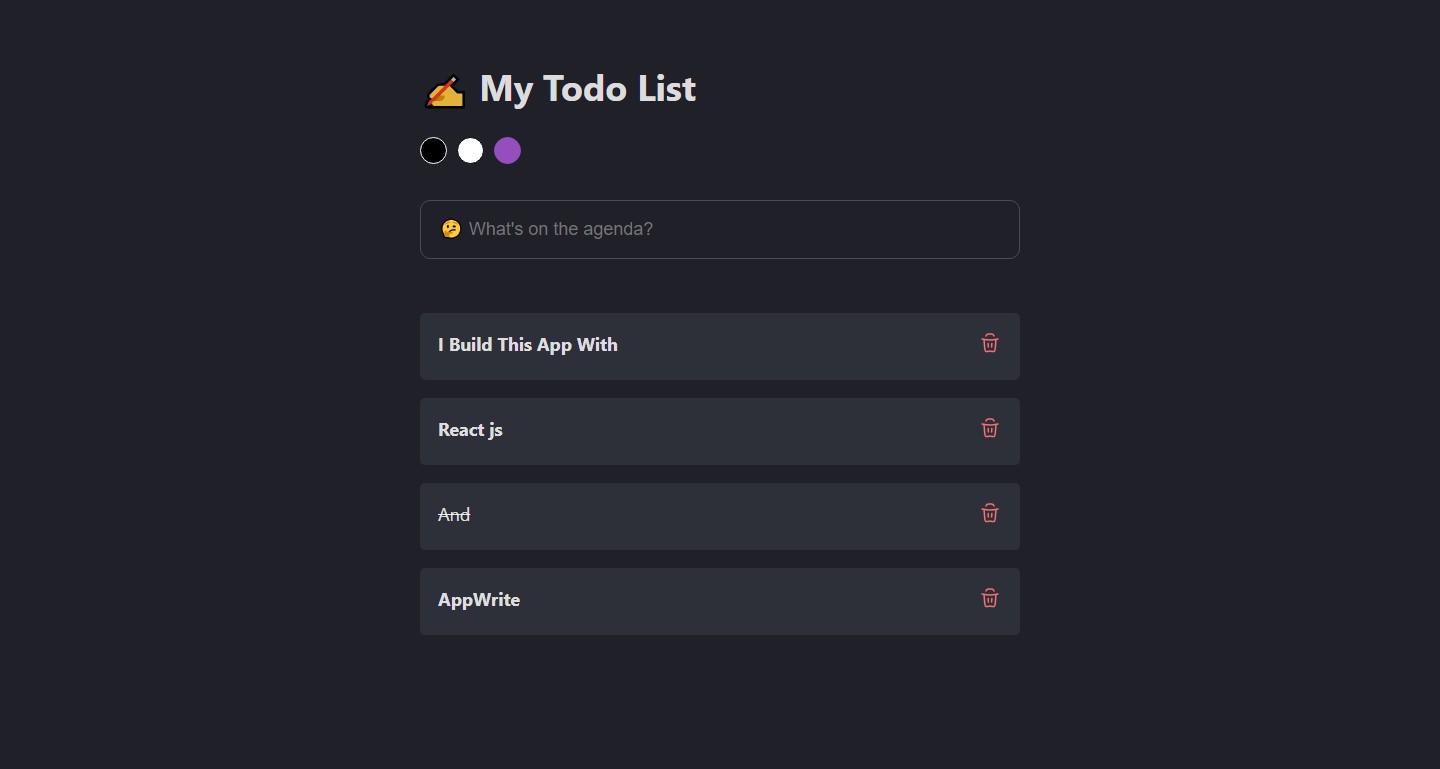 ✍️ My Todo List
🤔 What's on the agenda?
I Build This App With
React js
And
AppWrite